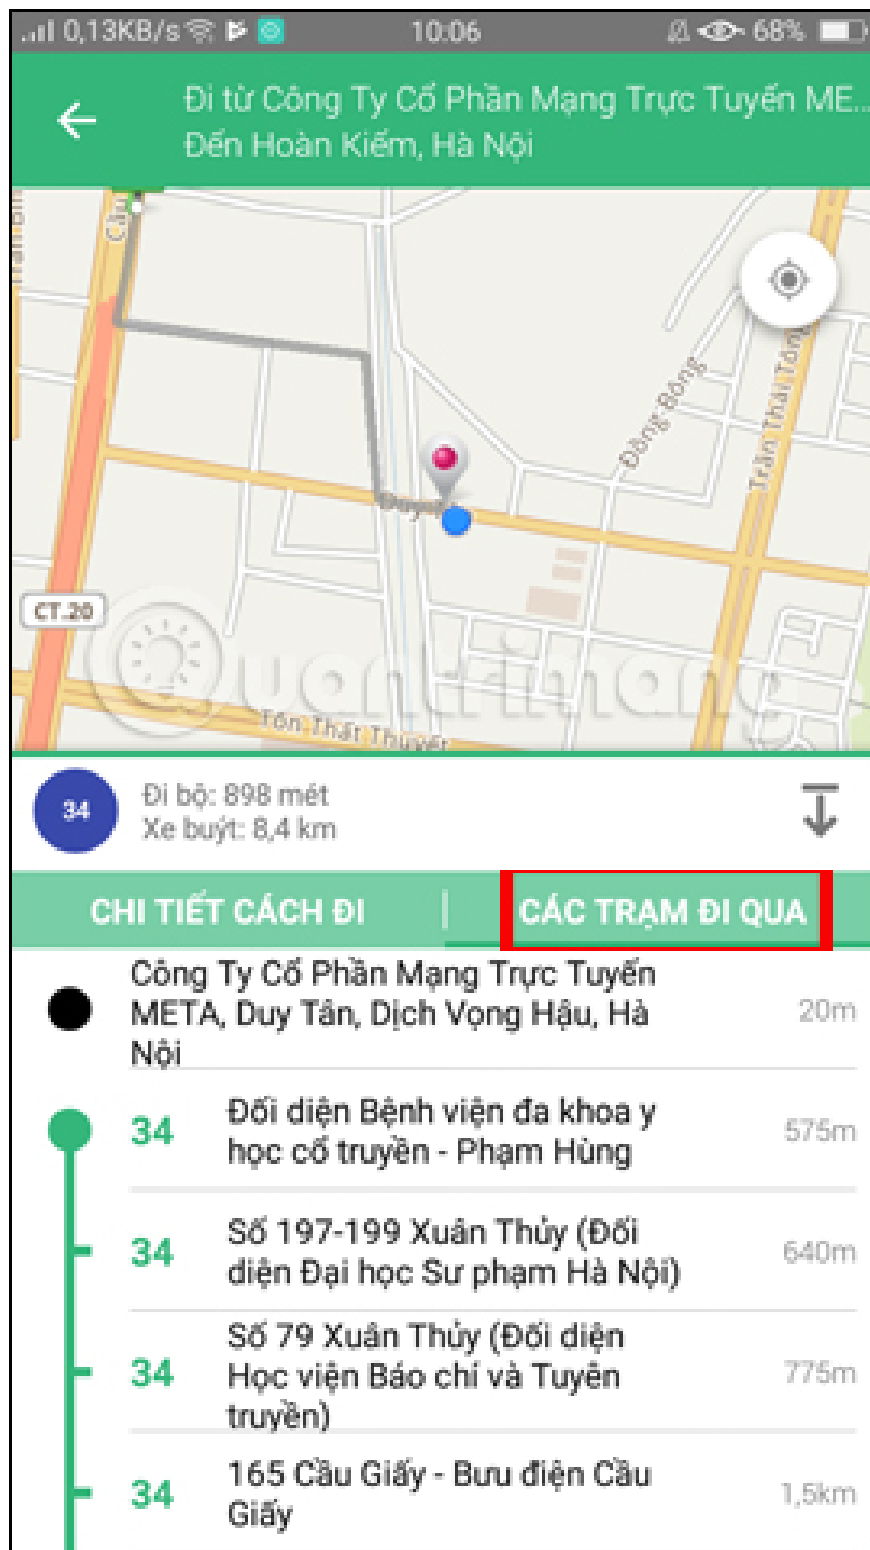 0,13KB/s 10:06 68%
Đi từ Công Ty Cổ Phần Mạng Trực Tuyến ME...
Đến Hoàn Kiếm, Hà Nội
Cầu
Đồng Bông
Trần Thái Tông
Duy
CT.20
Quantrimang
Tôn Thất Thuyết
34
Đi bộ: 898 mét
Xe buýt: 8,4 km
CHI TIẾT CÁCH ĐI
CÁC TRẠM ĐI QUA
Công Ty Cổ Phần Mạng Trực Tuyến
META, Duy Tân, Dịch Vọng Hậu, Hà
Nội
20m
34
Đối diện Bệnh viện đa khoa y
học cổ truyền - Phạm Hùng
575m
34
Số 197-199 Xuân Thủy (Đối
diện Đại học Sư phạm Hà Nội)
640m
34
Số 79 Xuân Thủy (Đối diện
Học viện Báo chí và Tuyên
truyền)
775m
34
165 Cầu Giấy - Bưu điện Cầu
Giấy
1,5km